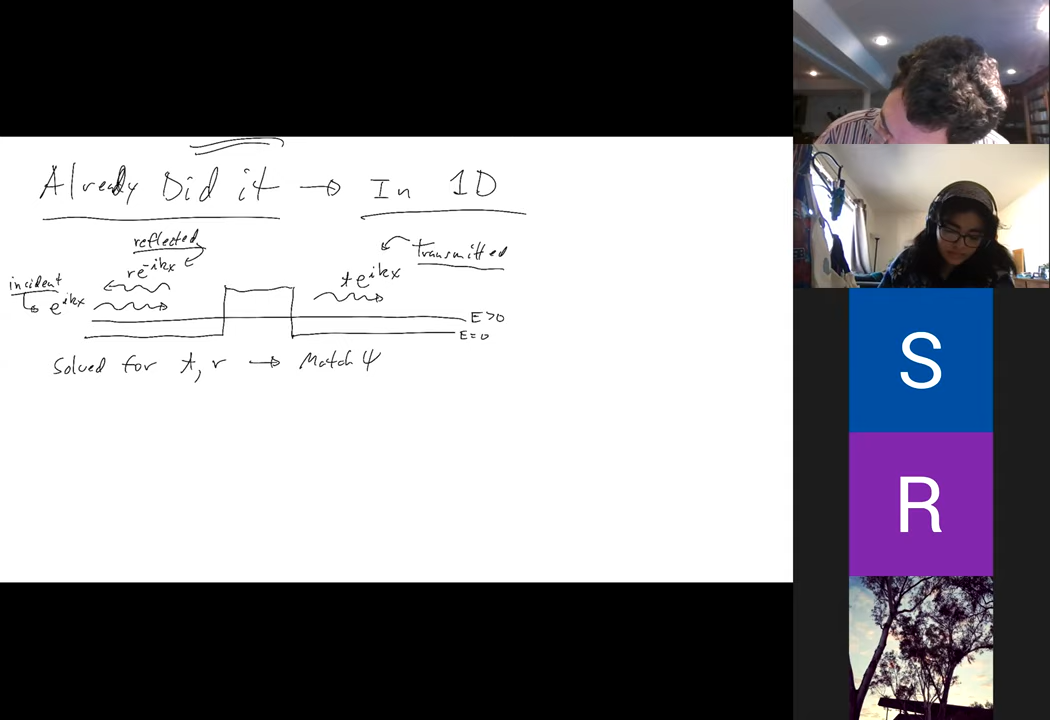 Already Did it → In 1D
reflected
transmitted
re^-ikx
te^ikx
incident
e^ikx
E>0
E=0
Solved for t, r → Match ψ
S
R